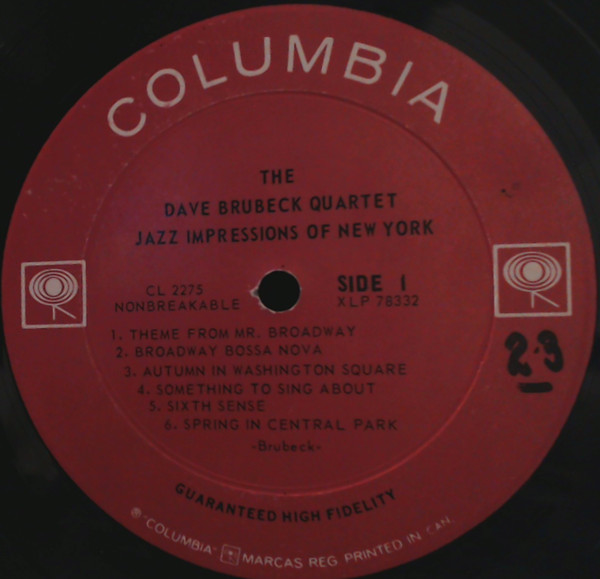 COLUMBIA
THE
DAVE BRUBECK QUARTET
JAZZ IMPRESSIONS OF NEW YORK
CL 2275
NONBREAKABLE
SIDE 1
XLP 78332
1. THEME FROM MR. BROADWAY
2. BROADWAY BOSSA NOVA
3. AUTUMN IN WASHINGTON SQUARE
4. SOMETHING TO SING ABOUT
5. SIXTH SENSE
6. SPRING IN CENTRAL PARK
-Brubeck-
2.9
GUARANTEED HIGH FIDELITY
® "COLUMBIA" MARCAS REG. PRINTED IN CAN.